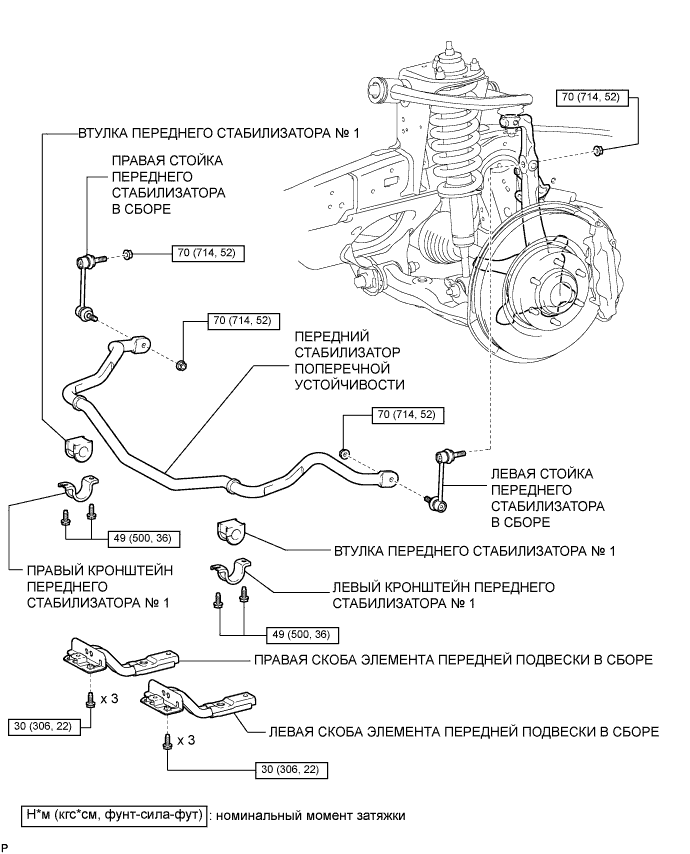 70 (714, 52)
ВТУЛКА ПЕРЕДНЕГО СТАБИЛИЗАТОРА № 1
ПРАВАЯ СТОЙКА
ПЕРЕДНЕГО
СТАБИЛИЗАТОРА
В СБОРЕ
70 (714, 52)
70 (714, 52)
ПЕРЕДНИЙ
СТАБИЛИЗАТОР
ПОПЕРЕЧНОЙ
УСТОЙЧИВОСТИ
70 (714, 52)
ЛЕВАЯ СТОЙКА
ПЕРЕДНЕГО
СТАБИЛИЗАТОРА
В СБОРЕ
49 (500, 36)
ВТУЛКА ПЕРЕДНЕГО СТАБИЛИЗАТОРА № 1
ПРАВЫЙ КРОНШТЕЙН
ПЕРЕДНЕГО
СТАБИЛИЗАТОРА № 1
ЛЕВЫЙ КРОНШТЕЙН ПЕРЕДНЕГО
СТАБИЛИЗАТОРА № 1
49 (500, 36)
ПРАВАЯ СКОБА ЭЛЕМЕНТА ПЕРЕДНЕЙ ПОДВЕСКИ В СБОРЕ
x 3
30 (306, 22)
ЛЕВАЯ СКОБА ЭЛЕМЕНТА ПЕРЕДНЕЙ ПОДВЕСКИ В СБОРЕ
x 3
30 (306, 22)
Н*м (кгс*см, фунт-сила-фут) : номинальный момент затяжки
P